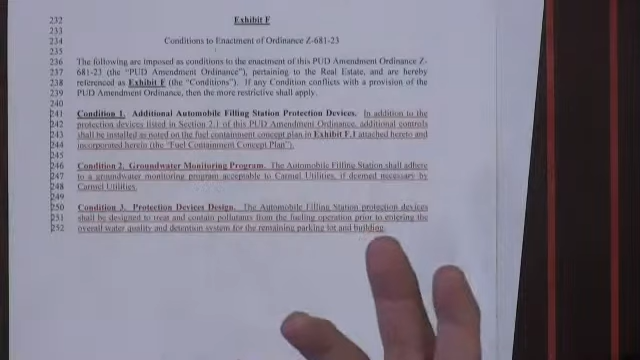 232 Exhibit F
233
234 Conditions to Enactment of Ordinance Z-681-23
235
236 The following are imposed as conditions to the enactment of this PUD Amendment Ordinance Z-
237 681-23 (the "PUD Amendment Ordinance"), pertaining to the Real Estate, and are hereby
238 referenced as Exhibit F (the "Conditions"). If any Condition conflicts with a provision of the
239 PUD Amendment Ordinance, then the more restrictive shall apply.
240
241 Condition 1. Additional Automobile Filling Station Protection Devices. In addition to the
242 protection devices listed in Section 2.1 of this PUD Amendment Ordinance, additional controls
243 shall be installed as noted on the fuel containment concept plan in Exhibit F.1 attached hereto and
244 incorporated herein (the "Fuel Containment Concept Plan").
245
246 Condition 2. Groundwater Monitoring Program. The Automobile Filling Station shall adhere
247 to a groundwater monitoring program acceptable to Carmel Utilities, if deemed necessary by
248 Carmel Utilities.
249
250 Condition 3. Protection Devices Design. The Automobile Filling Station protection devices
251 shall be designed to treat and contain pollutants from the fueling operation prior to entering the
252 overall water quality and detention system for the remaining parking lot and building.